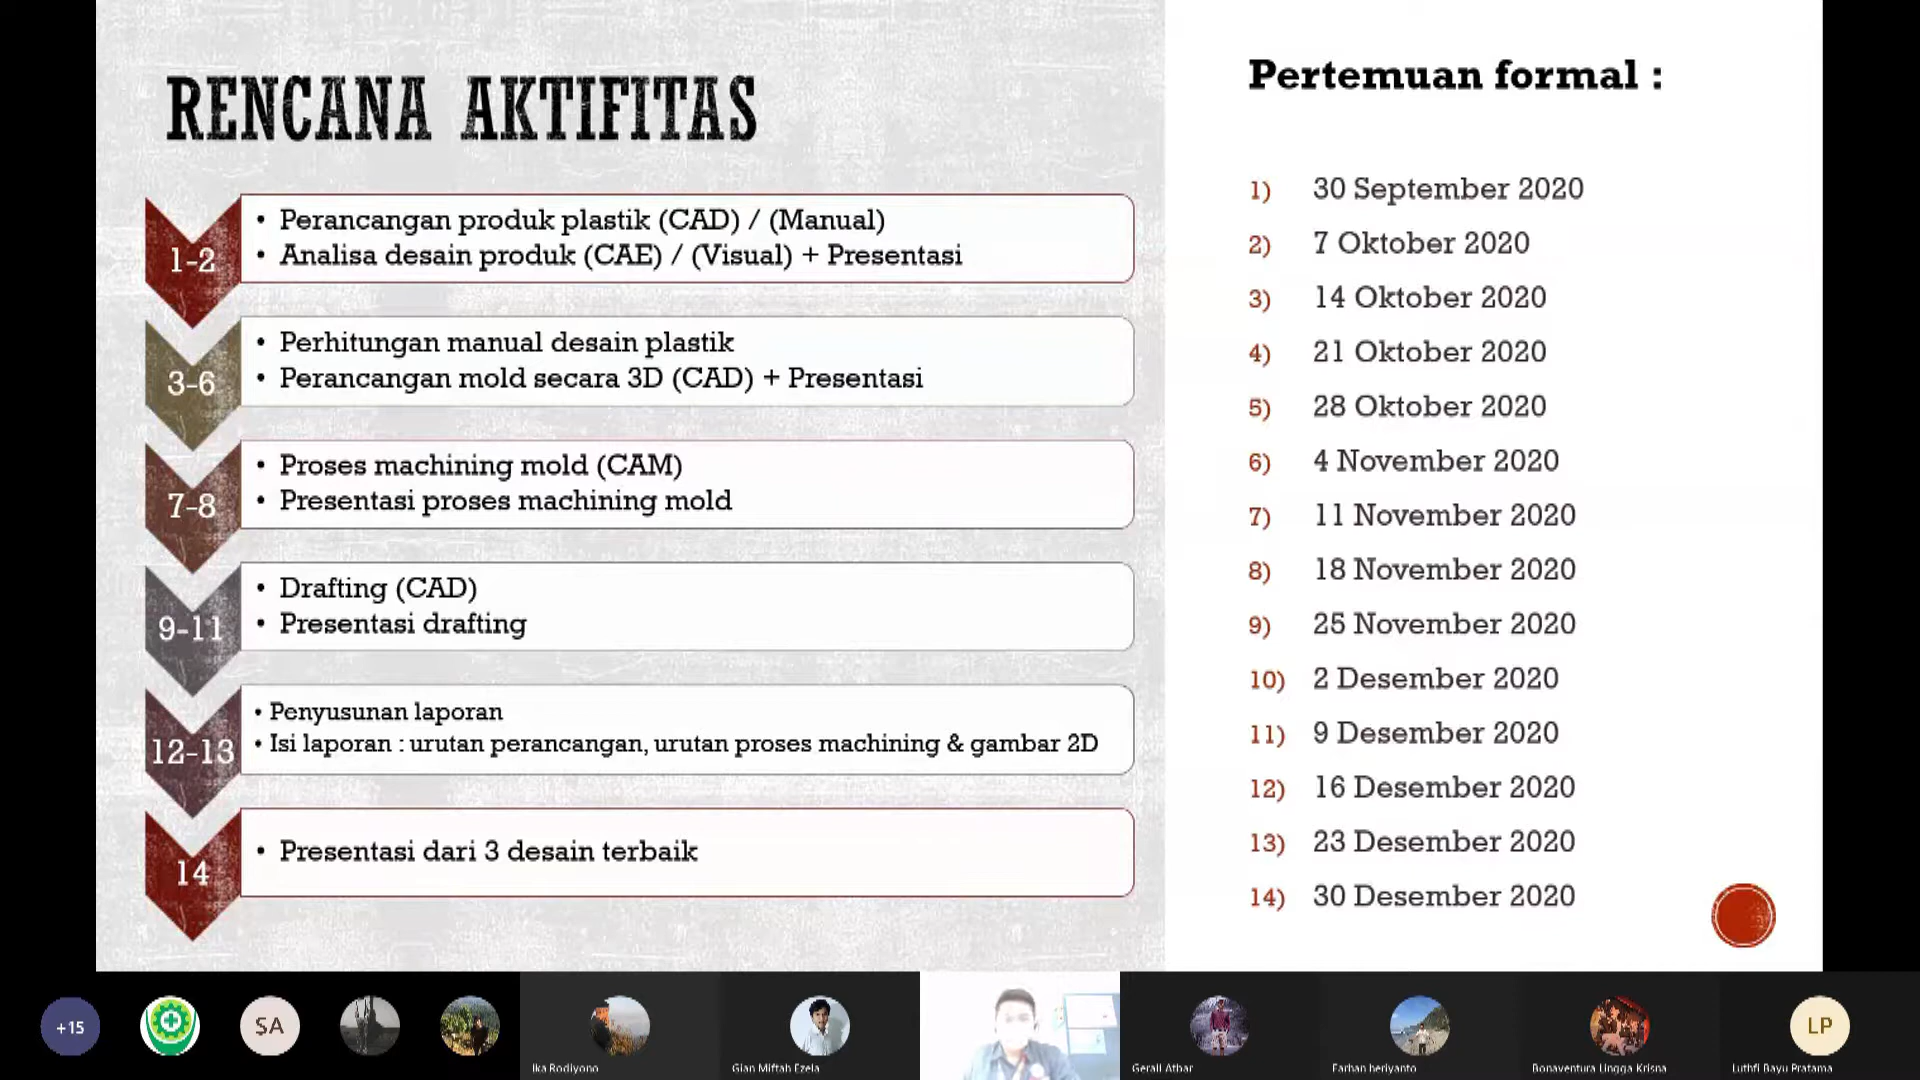 RENCANA AKTIFITAS
1-2
• Perancangan produk plastik (CAD) / (Manual)
• Analisa desain produk (CAE) / (Visual) + Presentasi
3-6
• Perhitungan manual desain plastik
• Perancangan mold secara 3D (CAD) + Presentasi
7-8
• Proses machining mold (CAM)
• Presentasi proses machining mold
9-11
• Drafting (CAD)
• Presentasi drafting
12-13
• Penyusunan laporan
• Isi laporan : urutan perancangan, urutan proses machining & gambar 2D
14
• Presentasi dari 3 desain terbaik
Pertemuan formal :
1) 30 September 2020
2) 7 Oktober 2020
3) 14 Oktober 2020
4) 21 Oktober 2020
5) 28 Oktober 2020
6) 4 November 2020
7) 11 November 2020
8) 18 November 2020
9) 25 November 2020
10) 2 Desember 2020
11) 9 Desember 2020
12) 16 Desember 2020
13) 23 Desember 2020
14) 30 Desember 2020
+15
SA
LP
Ika Rodiyono
Gian Miftah Ezela
Gerall Atbar
Farhan heriyanto
Bonaventura Lingga Krisna
Luthfi Bayu Pratama